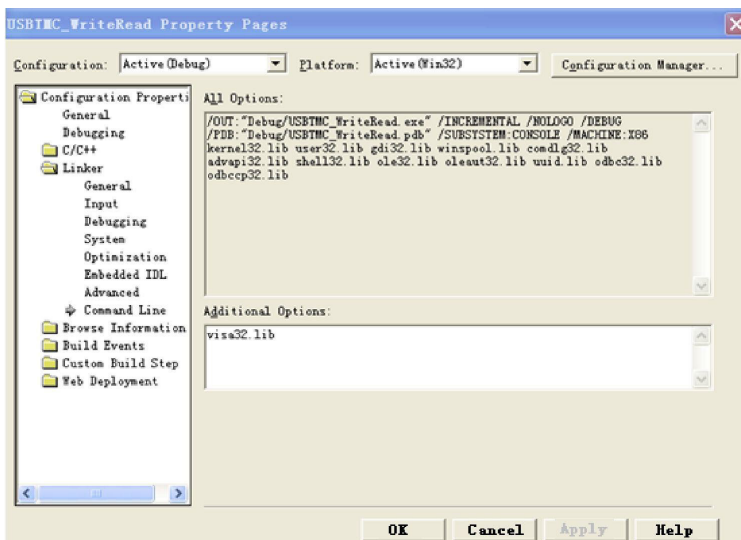 USBTMC_WriteRead Property Pages
Configuration: Active(Debug) Platform: Active(Win32) Configuration Manager...
Configuration Properti
General
Debugging
C/C++
Linker
General
Input
Debugging
System
Optimization
Embedded IDL
Advanced
Command Line
Browse Information
Build Events
Custom Build Step
Web Deployment
All Options:
/OUT:"Debug/USBTMC_WriteRead.exe" /INCREMENTAL /NOLOGO /DEBUG
/PDB:"Debug/USBTMC_WriteRead.pdb" /SUBSYSTEM:CONSOLE /MACHINE:X86
kernel32.lib user32.lib gdi32.lib winspool.lib comdlg32.lib
advapi32.lib shell32.lib ole32.lib oleaut32.lib uuid.lib odbc32.lib
odbccp32.lib
Additional Options:
visa32.lib
OK Cancel Apply Help